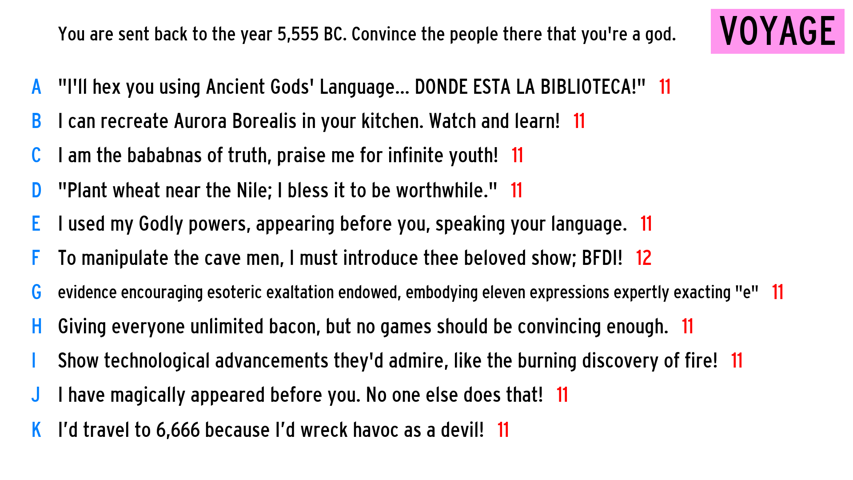 You are sent back to the year 5,555 BC. Convince the people there that you're a god.
VOYAGE
A "I'll hex you using Ancient Gods' Language... DONDE ESTA LA BIBLIOTECA!" 11
B I can recreate Aurora Borealis in your kitchen. Watch and learn! 11
C I am the bababnas of truth, praise me for infinite youth! 11
D "Plant wheat near the Nile; I bless it to be worthwhile." 11
E I used my Godly powers, appearing before you, speaking your language. 11
F To manipulate the cave men, I must introduce thee beloved show; BFDI! 12
G evidence encouraging esoteric exaltation endowed, embodying eleven expressions expertly exacting "e" 11
H Giving everyone unlimited bacon, but no games should be convincing enough. 11
I Show technological advancements they'd admire, like the burning discovery of fire! 11
J I have magically appeared before you. No one else does that! 11
K I’d travel to 6,666 because I’d wreck havoc as a devil! 11